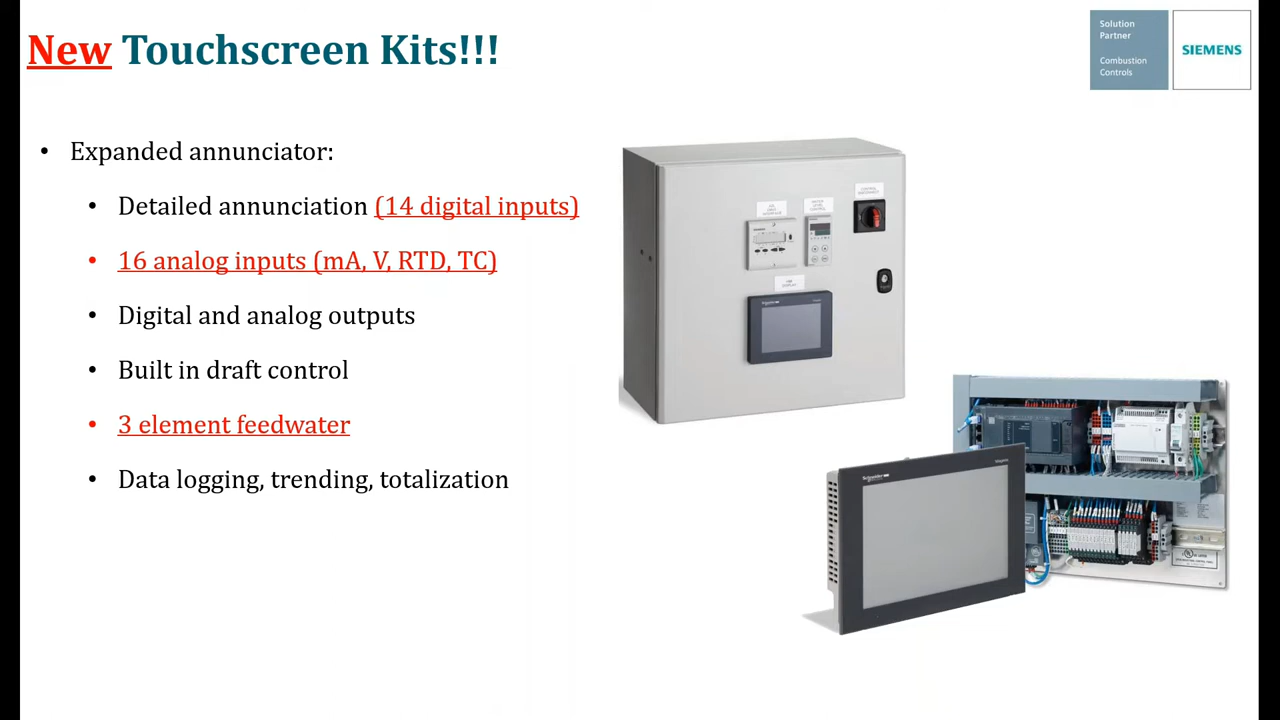 New Touchscreen Kits!!!
Solution
Partner
Combustion
Controls
SIEMENS
• Expanded annunciator:
• Detailed annunciation (14 digital inputs)
• 16 analog inputs (mA, V, RTD, TC)
• Digital and analog outputs
• Built in draft control
• 3 element feedwater
• Data logging, trending, totalization
Schneider